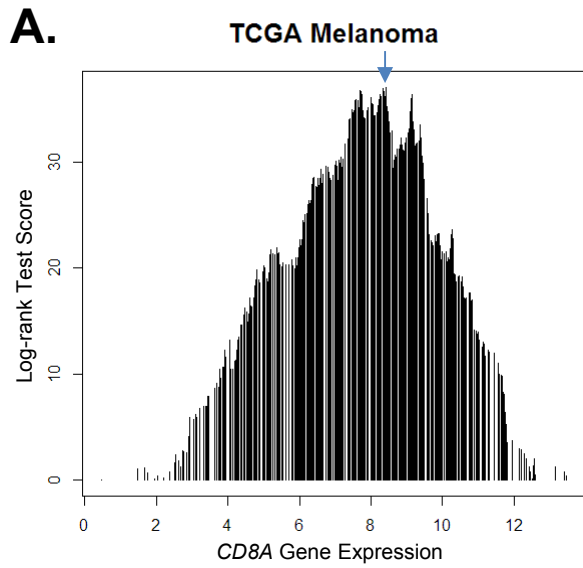 A.
TCGA Melanoma
Log-rank Test Score
30
20
10
0
0 2 4 6 8 10 12
CD8A Gene Expression